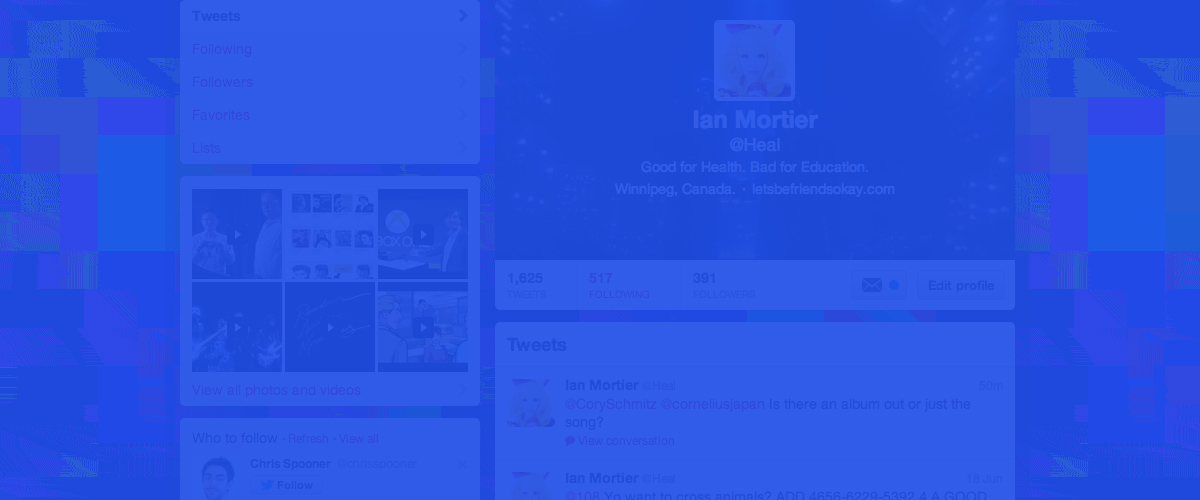 Tweets
Following
Followers
Favorites
Lists
View all photos and videos
Who to follow · Refresh · View all
Chris Spooner @chrisspooner
Follow
Ian Mortier
@Heal
Good for Health. Bad for Education.
Winnipeg, Canada. · letsbefriendsokay.com
1,625 TWEETS
517 FOLLOWING
391 FOLLOWERS
Edit profile
Tweets
Ian Mortier @Heal 50m
@CorySchmitz @corneliusjapan Is there an album out or just the
song?
View conversation
Ian Mortier @Heal 18 Jun
@108 Yo want to cross animals? ADD 4656-6229-5392 4 A GOOD